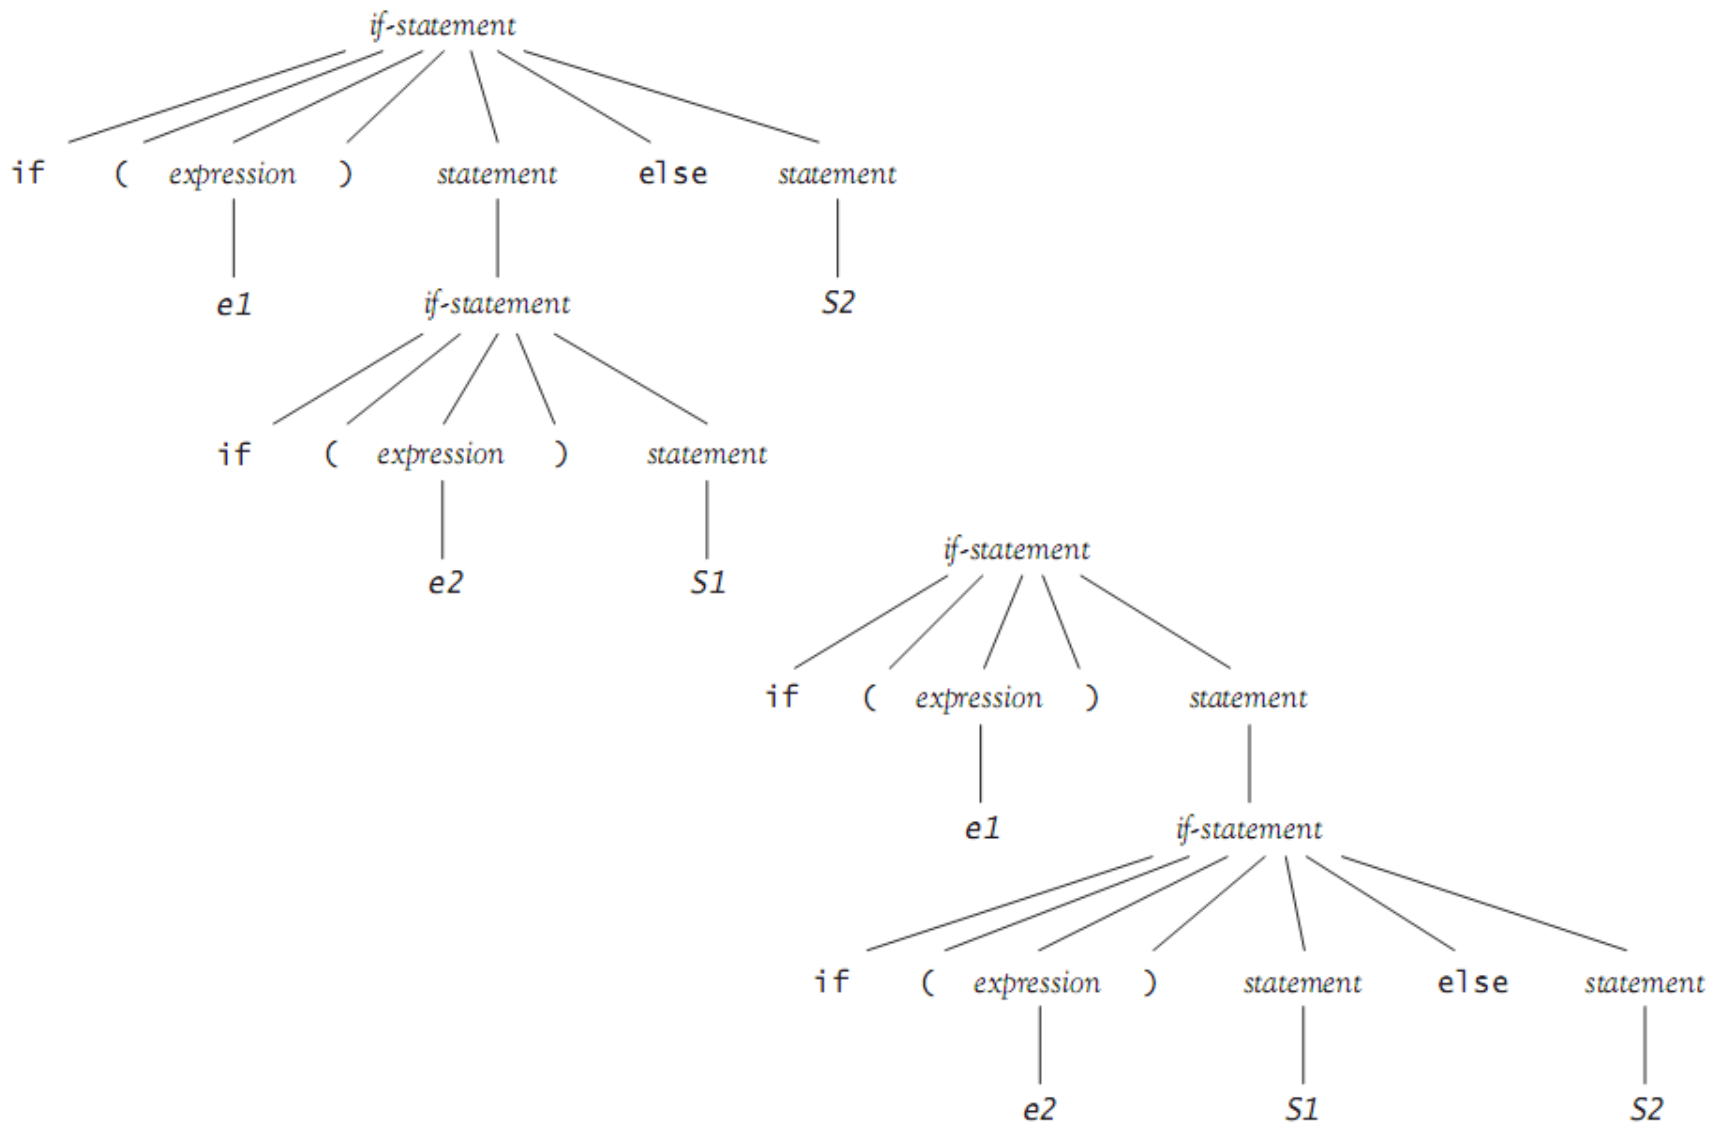 if-statement
if ( expression ) statement else statement
e1 if-statement S2
if ( expression ) statement
e2 S1
if-statement
if ( expression ) statement
e1 if-statement
if ( expression ) statement else statement
e2 S1 S2